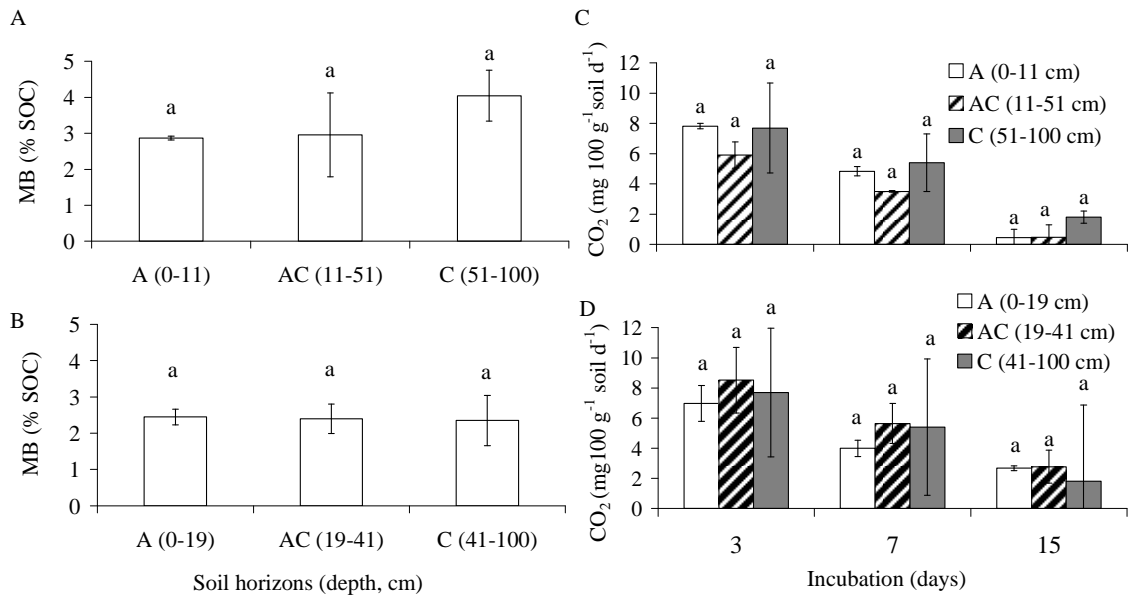 A
MB (% SOC)
5
4
3
2
1
0
a
a
a
A (0-11)
AC (11-51)
C (51-100)
B
MB (% SOC)
5
4
3
2
1
0
a
a
a
A (0-19)
AC (19-41)
C (41-100)
Soil horizons (depth, cm)
C
CO₂ (mg 100 g⁻¹soil d⁻¹)
12
10
8
6
4
2
0
A (0-11 cm)
AC (11-51 cm)
C (51-100 cm)
a
a
a
a
a
a
a
a
a
D
CO₂ (mg100 g⁻¹ soil d⁻¹)
12
10
8
6
4
2
0
A (0-19 cm)
AC (19-41 cm)
C (41-100 cm)
a
a
a
a
a
a
a
a
a
3
7
15
Incubation (days)